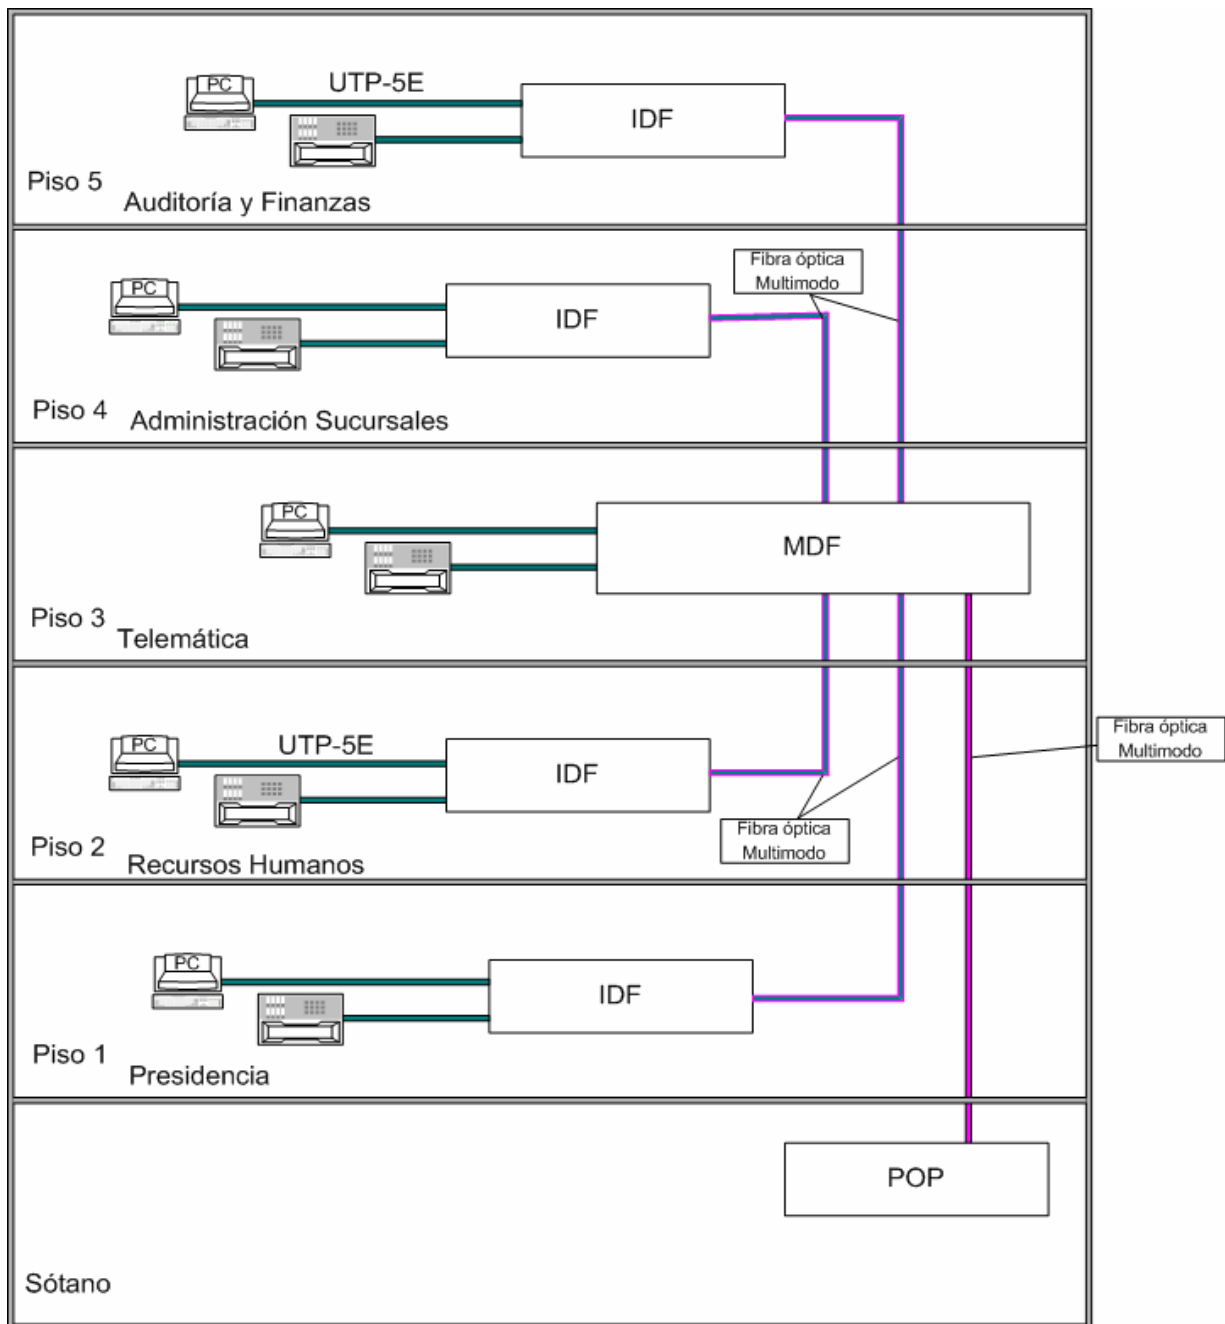 PC
UTP-5E
IDF
Piso 5
Auditoría y Finanzas
Fibra óptica
Multimodo
PC
IDF
Piso 4
Administración Sucursales
PC
MDF
Piso 3
Telemática
Fibra óptica
Multimodo
PC
UTP-5E
IDF
Fibra óptica
Multimodo
Piso 2
Recursos Humanos
PC
IDF
Piso 1
Presidencia
POP
Sótano